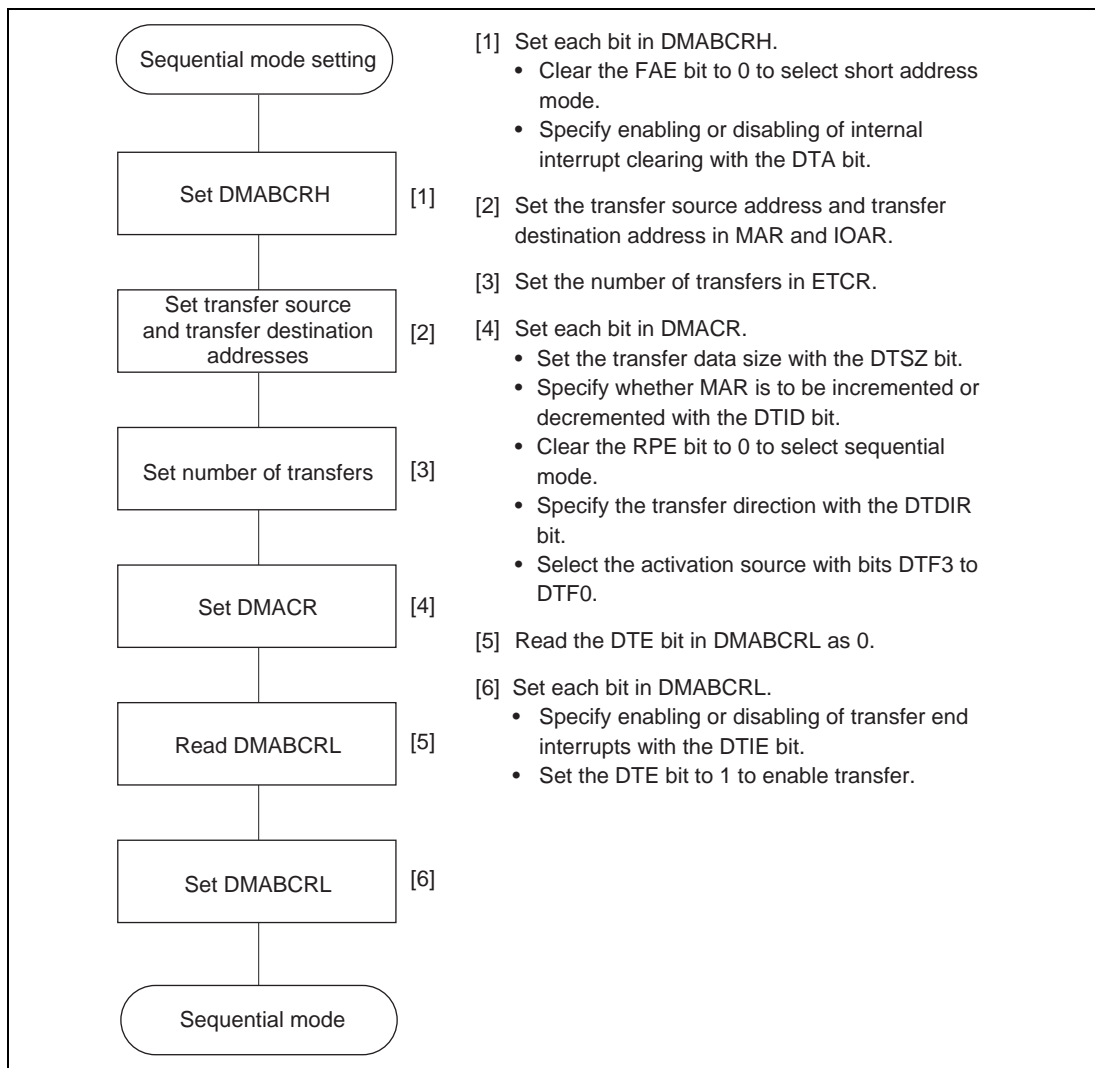 Sequential mode setting
Set DMABCRH
[1]
Set transfer source
and transfer destination
addresses
[2]
Set number of transfers
[3]
Set DMACR
[4]
Read DMABCRL
[5]
Set DMABCRL
[6]
Sequential mode
[1] Set each bit in DMABCRH.
• Clear the FAE bit to 0 to select short address
mode.
• Specify enabling or disabling of internal
interrupt clearing with the DTA bit.
[2] Set the transfer source address and transfer
destination address in MAR and IOAR.
[3] Set the number of transfers in ETCR.
[4] Set each bit in DMACR.
• Set the transfer data size with the DTSZ bit.
• Specify whether MAR is to be incremented or
decremented with the DTID bit.
• Clear the RPE bit to 0 to select sequential
mode.
• Specify the transfer direction with the DTDIR
bit.
• Select the activation source with bits DTF3 to
DTF0.
[5] Read the DTE bit in DMABCRL as 0.
[6] Set each bit in DMABCRL.
• Specify enabling or disabling of transfer end
interrupts with the DTIE bit.
• Set the DTE bit to 1 to enable transfer.